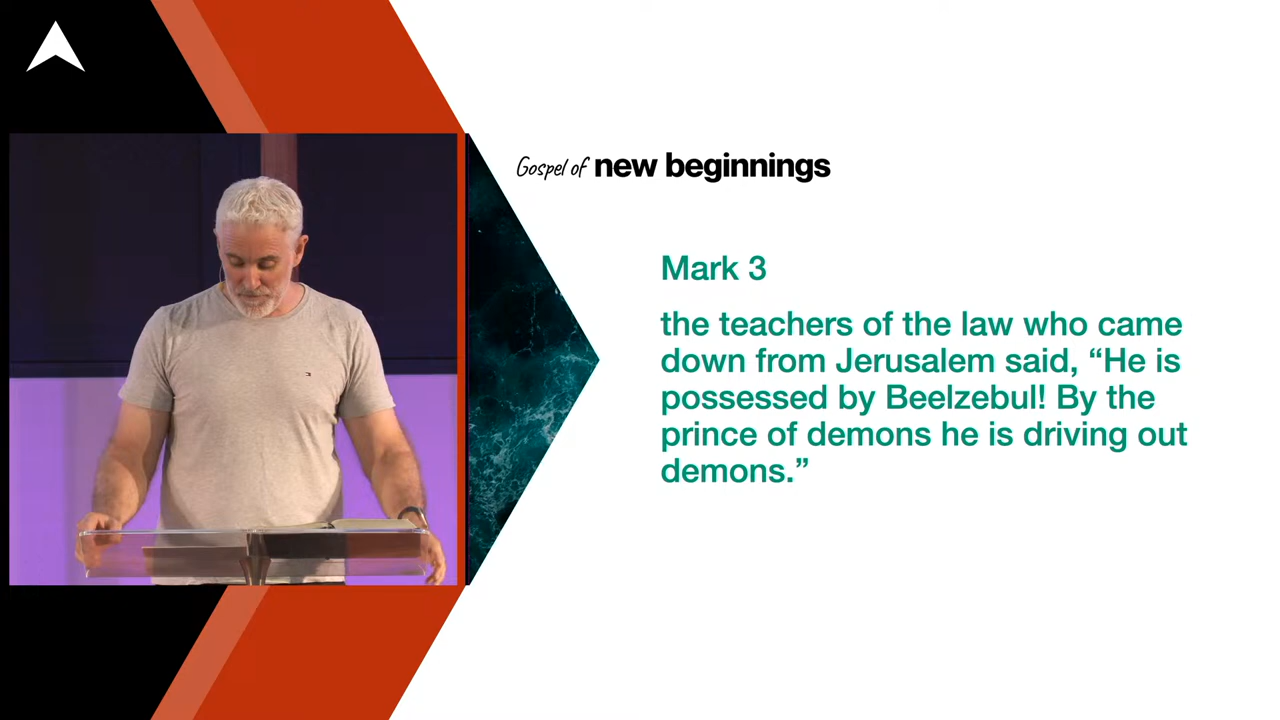 Gospel of new beginnings
Mark 3
the teachers of the law who came
down from Jerusalem said, “He is
possessed by Beelzebul! By the
prince of demons he is driving out
demons.”